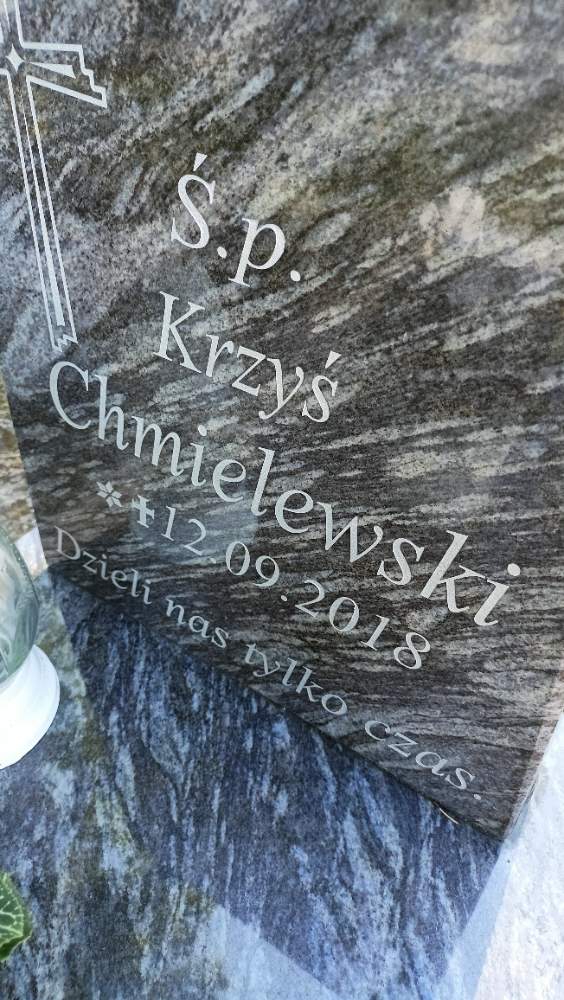 Ś.p.
Krzyś
Chmielewski
*✝12.09.2018
Dzieli nas tylko czas.